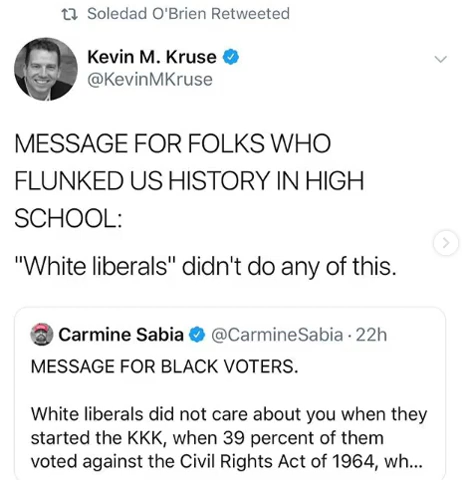 Soledad O'Brien Retweeted
Kevin M. Kruse
@KevinMKruse
MESSAGE FOR FOLKS WHO
FLUNKED US HISTORY IN HIGH
SCHOOL:
"White liberals" didn't do any of this.
Carmine Sabia @CarmineSabia · 22h
MESSAGE FOR BLACK VOTERS.
White liberals did not care about you when they
started the KKK, when 39 percent of them
voted against the Civil Rights Act of 1964, wh...